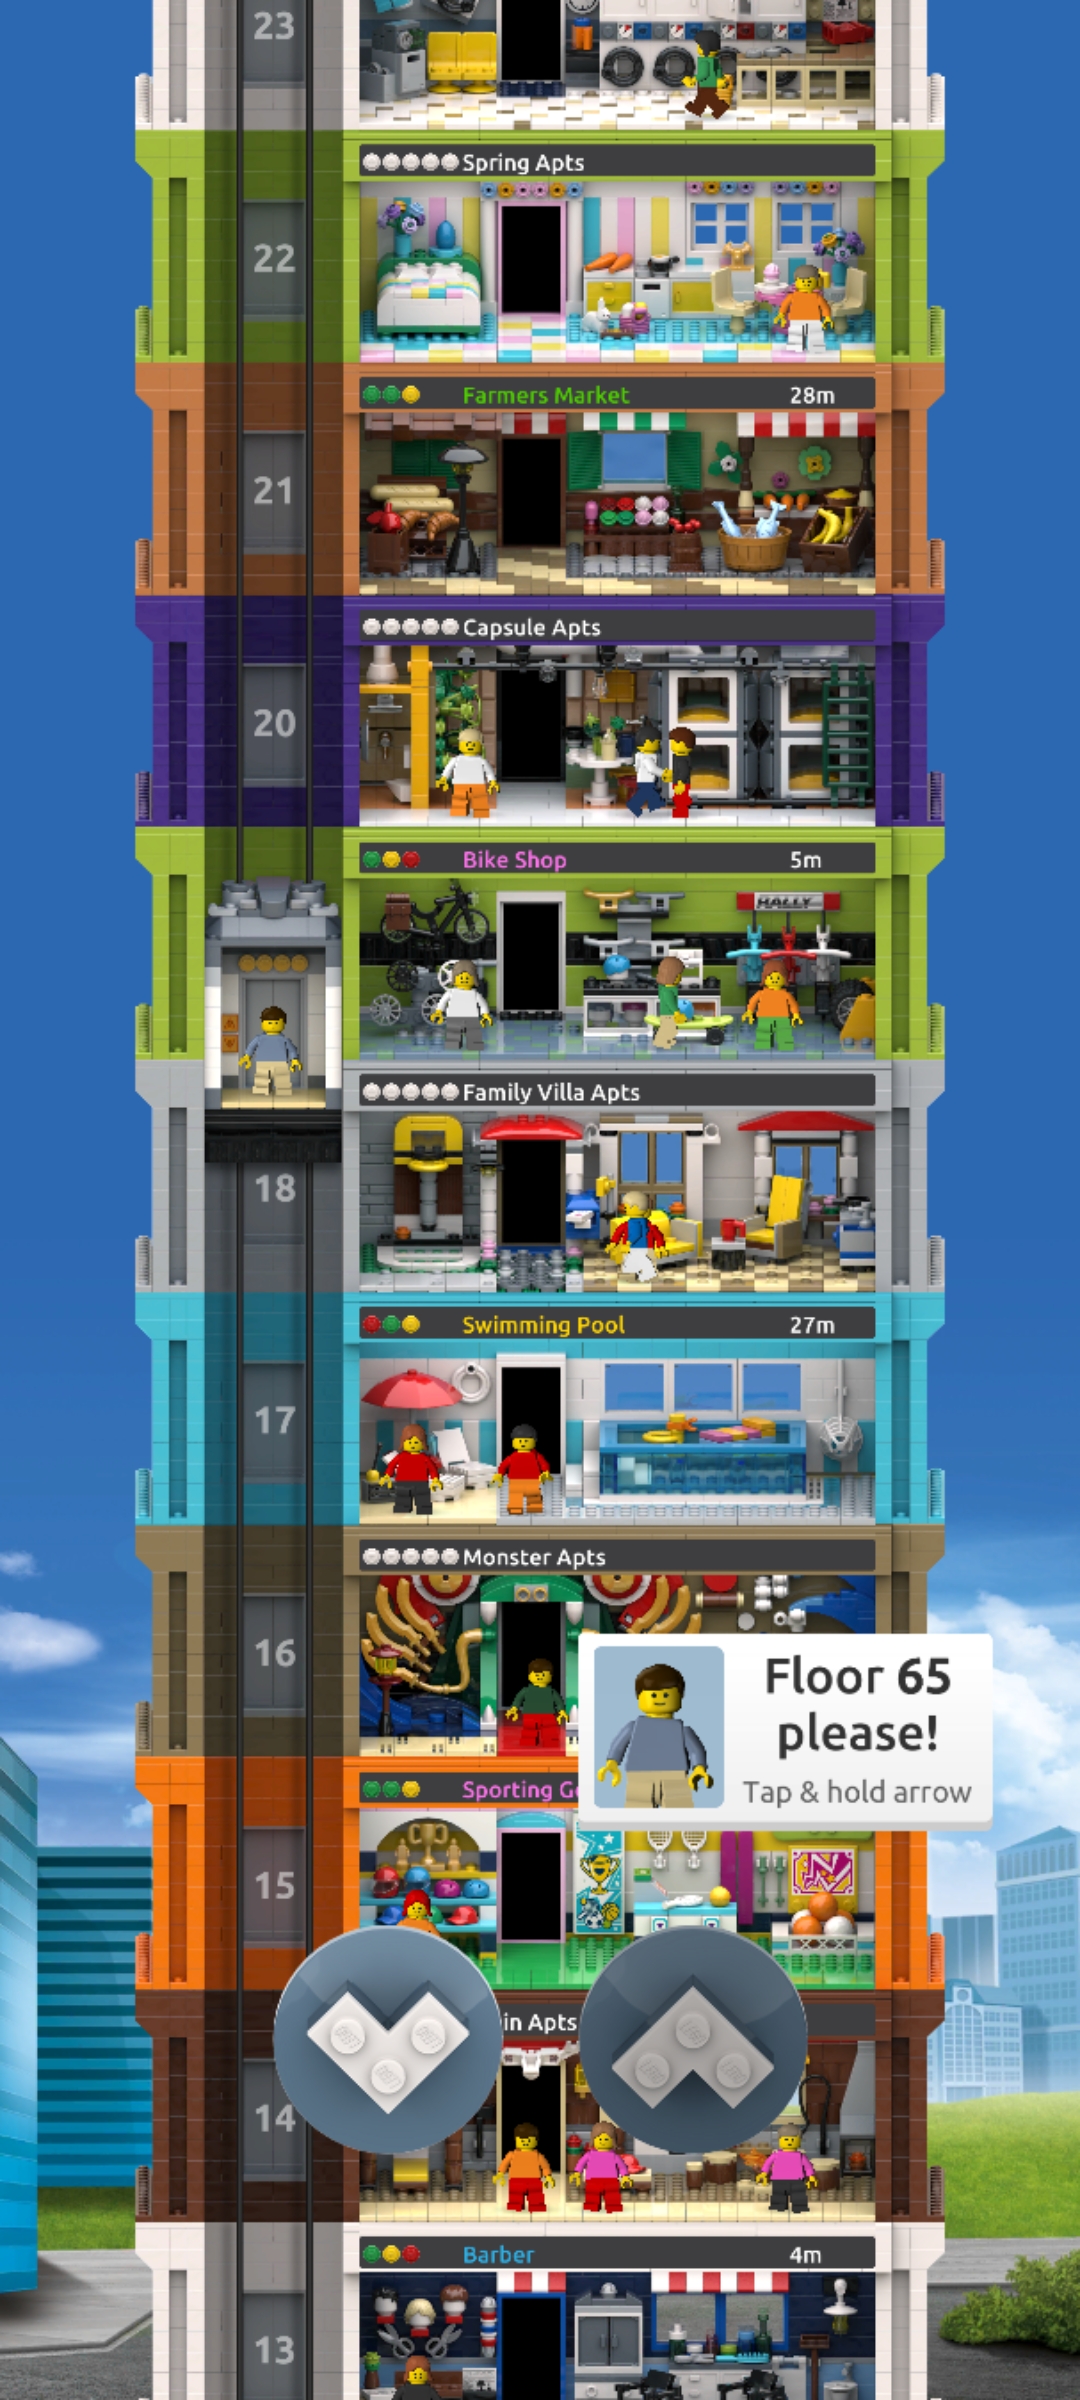 23
Spring Apts
22
Farmers Market 28m
21
Capsule Apts
20
Bike Shop 5m
HALLY
Family Villa Apts
18
Swimming Pool 27m
17
Monster Apts
16
Floor 65
please!
Tap & hold arrow
Sporting G
15
N
in Apts
14
Barber 4m
13